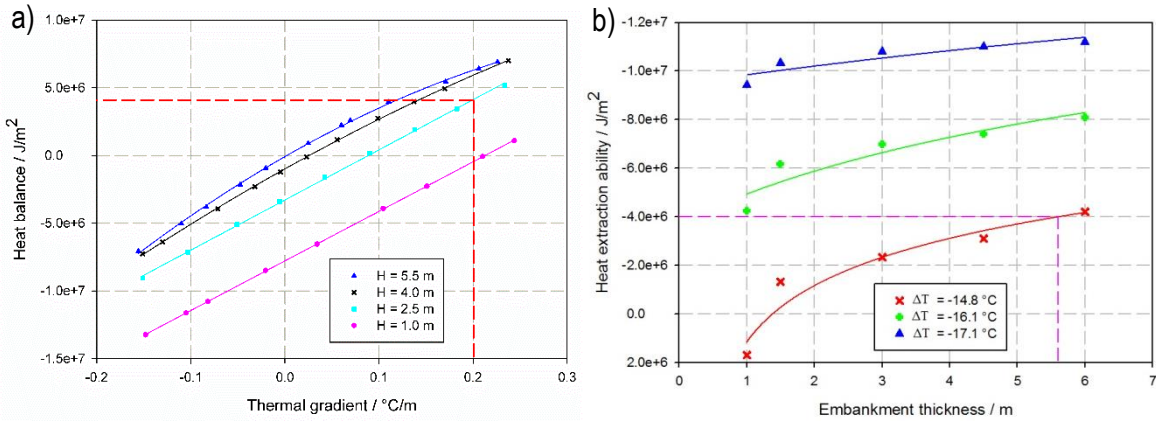 a)
1.0e+7
5.0e+6
0.0
-5.0e+6
-1.0e+7
-1.5e+7
Heat balance / J/m²
-0.2
-0.1
0.0
0.1
0.2
0.3
Thermal gradient / °C/m
H = 5.5 m
H = 4.0 m
H = 2.5 m
H = 1.0 m
b)
-1.2e+7
-1.0e+7
-8.0e+6
-6.0e+6
-4.0e+6
-2.0e+6
0.0
2.0e+6
Heat extraction ability / J/m²
0
1
2
3
4
5
6
7
Embankment thickness / m
ΔT = -14.8 °C
ΔT = -16.1 °C
ΔT = -17.1 °C